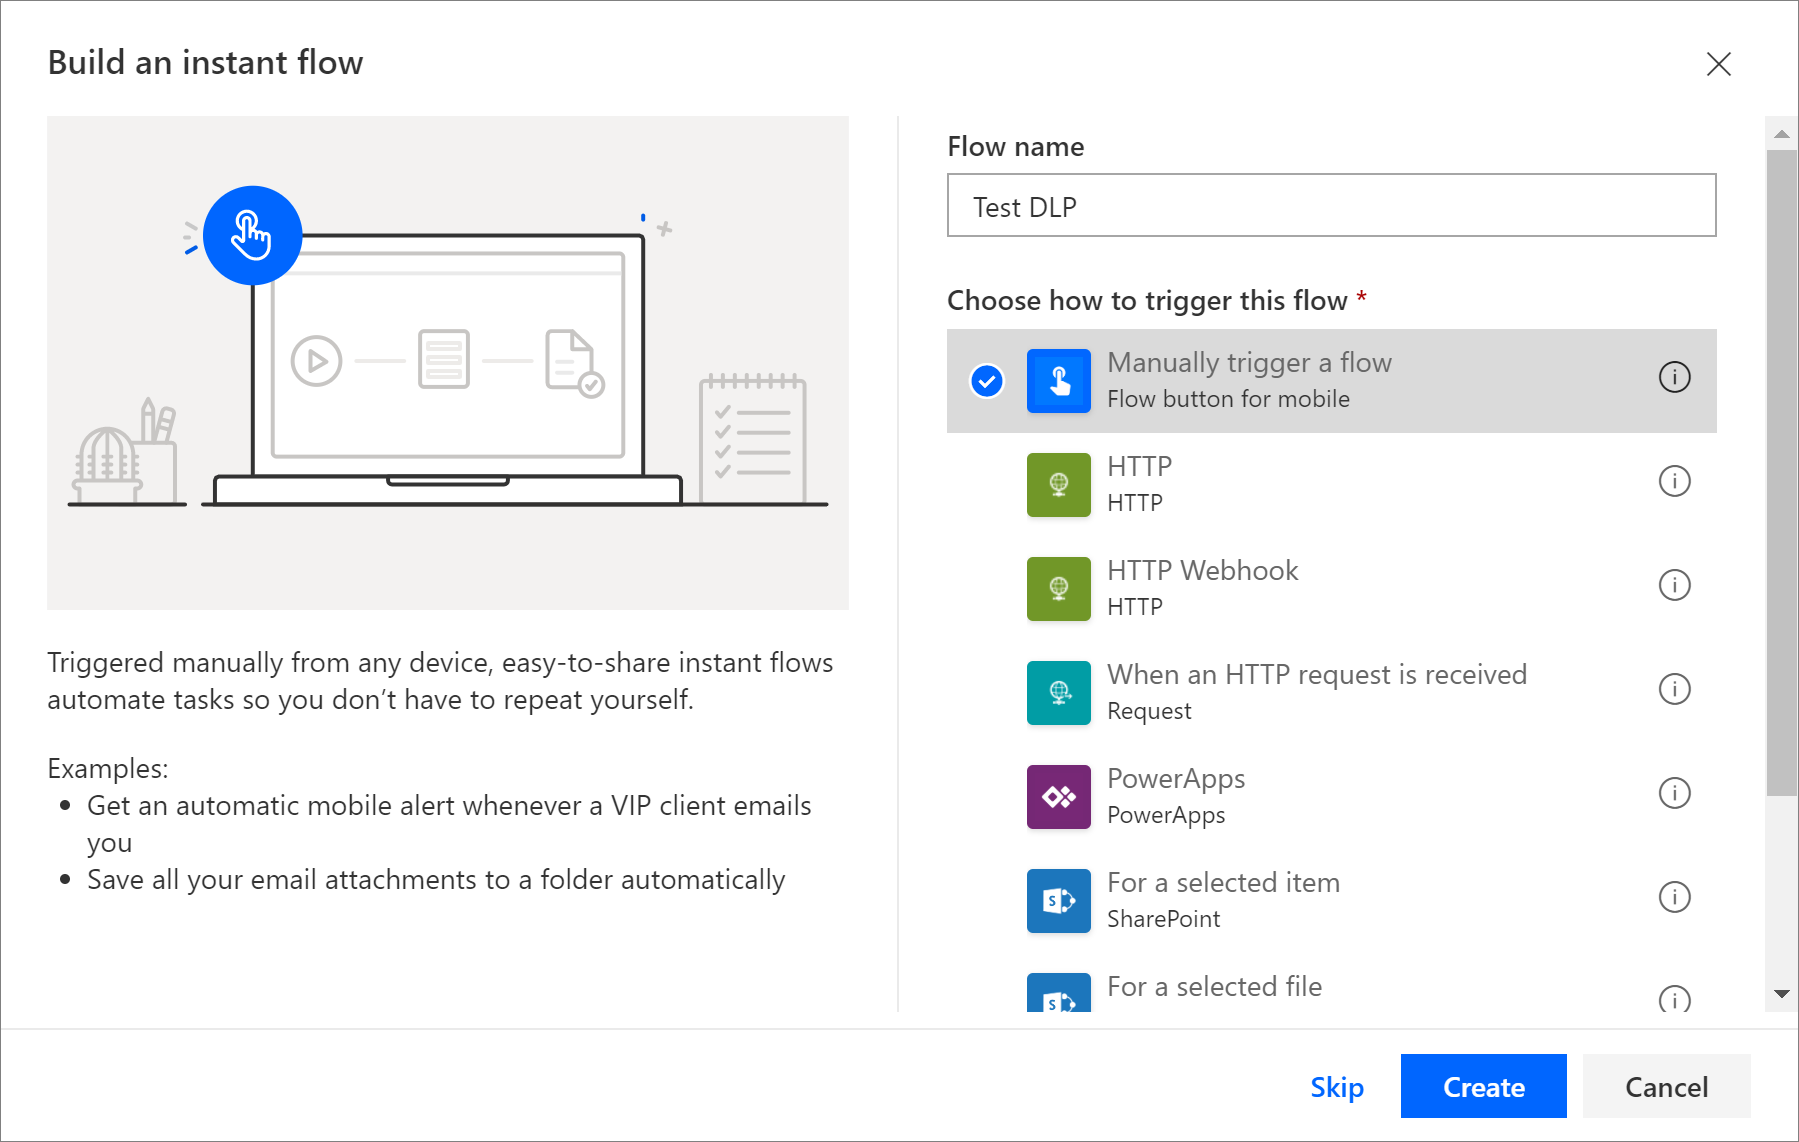 Build an instant flow
Triggered manually from any device, easy-to-share instant flows
automate tasks so you don’t have to repeat yourself.
Examples:
• Get an automatic mobile alert whenever a VIP client emails
you
• Save all your email attachments to a folder automatically
Flow name
Test DLP
Choose how to trigger this flow *
Manually trigger a flow
Flow button for mobile
HTTP
HTTP
HTTP Webhook
HTTP
When an HTTP request is received
Request
PowerApps
PowerApps
For a selected item
SharePoint
For a selected file
Skip
Create
Cancel